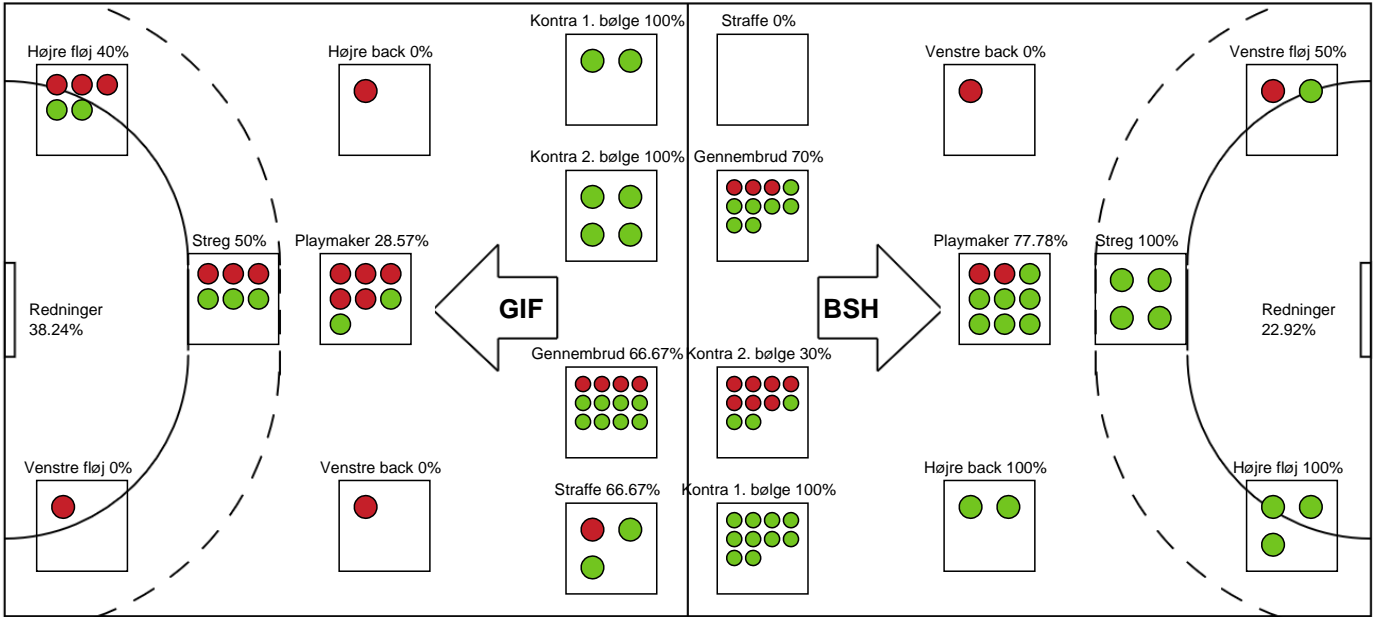 Kontra 1. bølge 100%
Straffe 0%
Højre fløj 40%
Højre back 0%
Venstre back 0%
Venstre fløj 50%
Kontra 2. bølge 100%
Gennembrud 70%
Streg 50%
Playmaker 28.57%
Playmaker 77.78%
Streg 100%
Redninger
38.24%
GIF
BSH
Redninger
22.92%
Gennembrud 66.67%
Kontra 2. bølge 30%
Venstre fløj 0%
Venstre back 0%
Straffe 66.67%
Kontra 1. bølge 100%
Højre back 100%
Højre fløj 100%